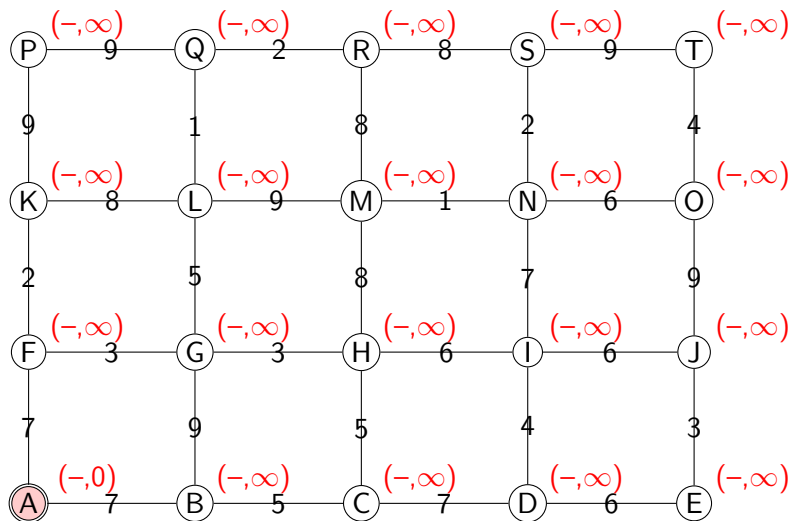 (−,∞) (−,∞) (−,∞) (−,∞) (−,∞)
P 9 Q 2 R 8 S 9 T
9 1 8 2 4
(−,∞) (−,∞) (−,∞) (−,∞) (−,∞)
K 8 L 9 M 1 N 6 O
2 5 8 7 9
(−,∞) (−,∞) (−,∞) (−,∞) (−,∞)
F 3 G 3 H 6 I 6 J
7 9 5 4 3
(−,0) (−,∞) (−,∞) (−,∞) (−,∞)
A 7 B 5 C 7 D 6 E